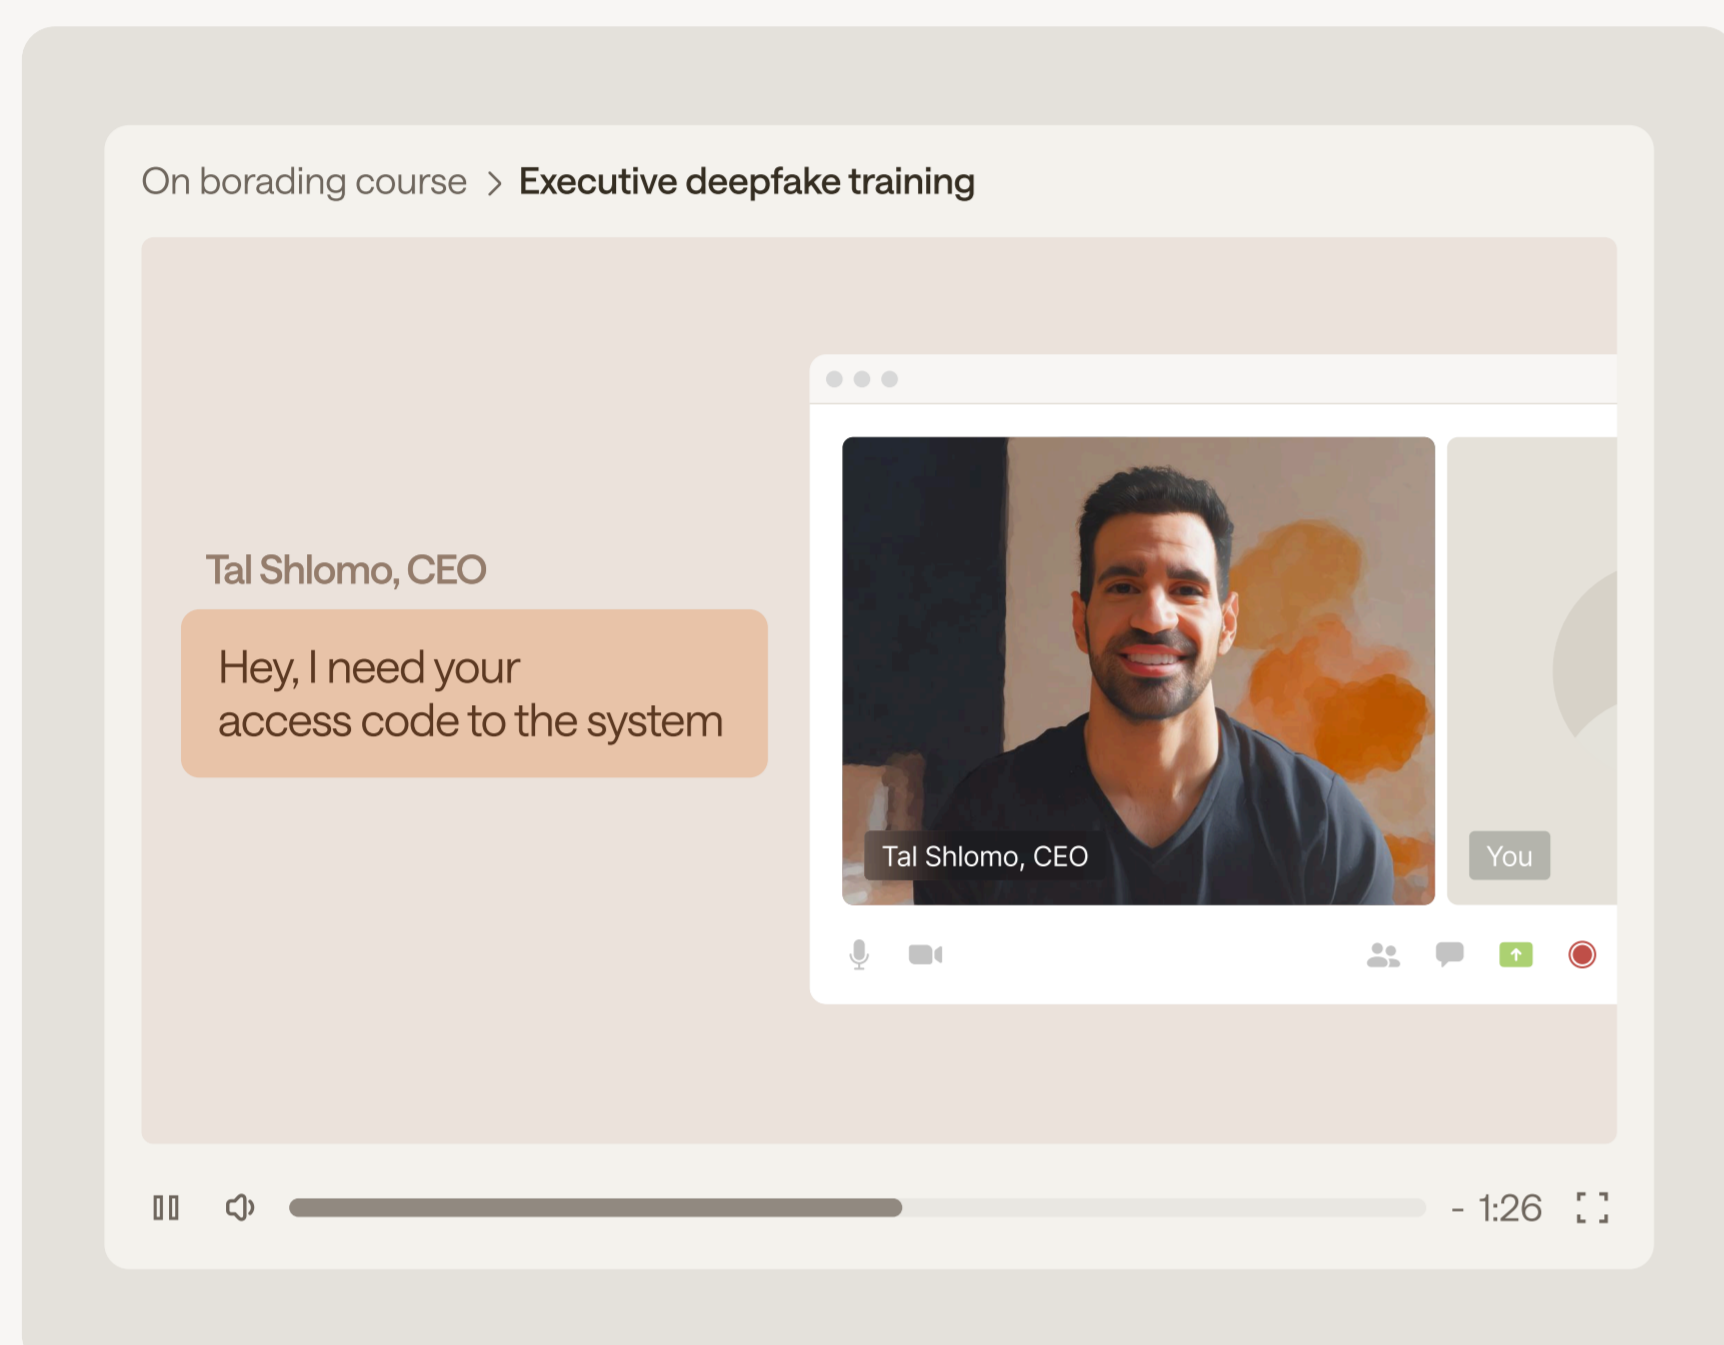 On borading course > Executive deepfake training
Tal Shlomo, CEO
Hey, I need your
access code to the system
Tal Shlomo, CEO
You
- 1:26